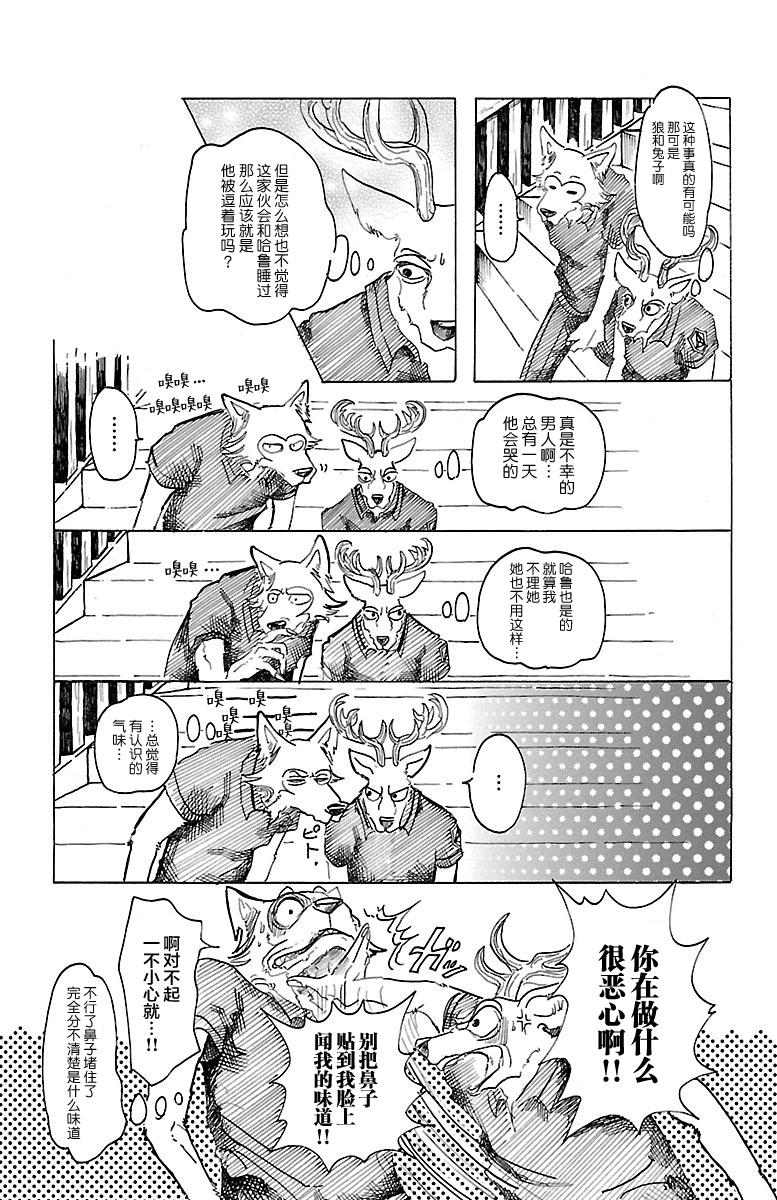 这种事真的有可能吗
那可是
狼和兔子啊
……
但是怎么想也不觉得
这家伙会和哈鲁睡过
那么应该就是
他被逗着玩吗？
真是不幸的
男人啊…
总有一天
他会哭的
嗅嗅
嗅嗅…
嗅嗅嗅嗅
……
哈鲁也是的
就算我
不理她
她也不用这样…
嗅嗅…
…
嗅嗅
嗅
嗅
…总觉得
有认识的
气味…
ピト、
你在做什么
很恶心啊！！
ガッ
别把鼻子
贴到我脸上
闻我的味道！！
啊对不起
一不小心就…！！
不行了鼻子堵住了
完全分不清楚是什么味道